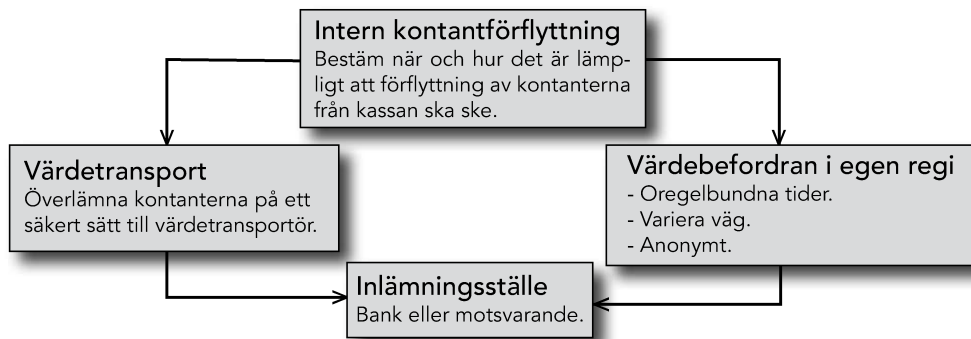 Intern kontantförflyttning
Bestäm när och hur det är lämp-
ligt att förflyttning av kontanterna
från kassan ska ske.
Värdetransport
Överlämna kontanterna på ett
säkert sätt till värdetransportör.
Värdebefordran i egen regi
- Oregelbundna tider.
- Variera väg.
- Anonymt.
Inlämningsställe
Bank eller motsvarande.